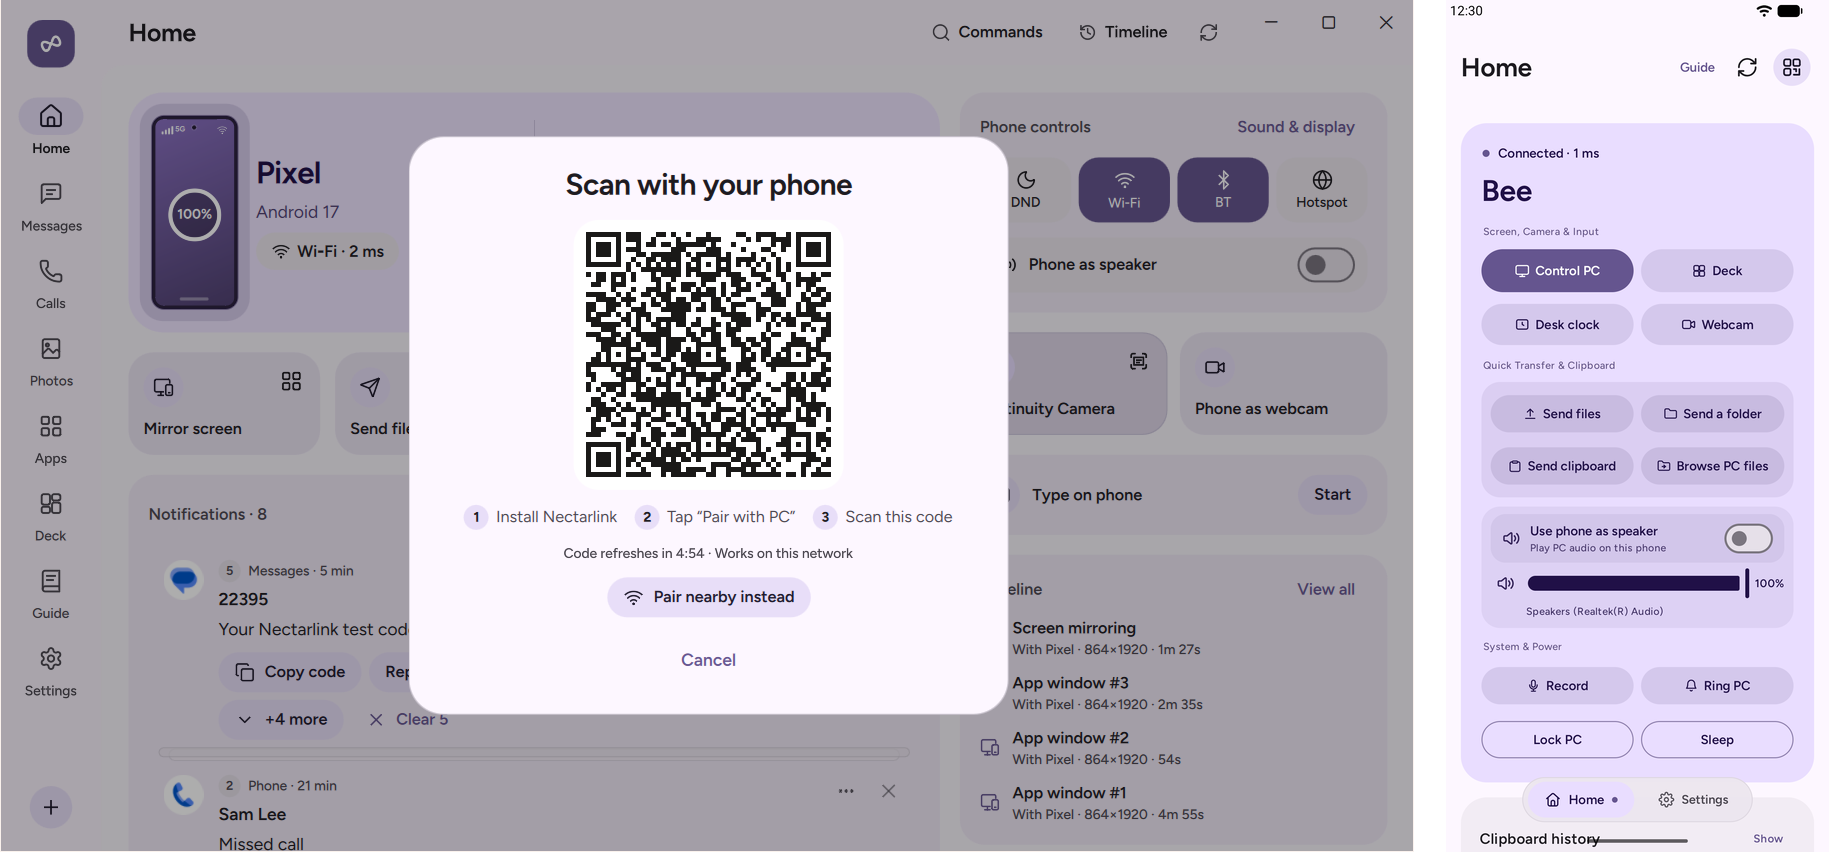 Home
Commands
Timeline
Home
Messages
Calls
Photos
Apps
Deck
Guide
Settings
5G
100%
Pixel
Android 17
Wi-Fi · 2 ms
Mirror screen
Send file
Notifications · 8
5 Messages · 5 min
22395
Your Nectarlink test cod
Copy code
Rep
+4 more
Clear 5
2 Phone · 21 min
Sam Lee
Missed call
Scan with your phone
1 Install Nectarlink
2 Tap “Pair with PC”
3 Scan this code
Code refreshes in 4:54 · Works on this network
Pair nearby instead
Cancel
Phone controls
Sound & display
DND
Wi-Fi
BT
Hotspot
Phone as speaker
tinuity Camera
Phone as webcam
Type on phone
Start
eline
View all
Screen mirroring
With Pixel · 864×1920 · 1m 27s
App window #3
With Pixel · 864×1920 · 2m 35s
App window #2
With Pixel · 864×1920 · 54s
App window #1
With Pixel · 864×1920 · 4m 55s
12:30
Home
Guide
Connected · 1 ms
Bee
Screen, Camera & Input
Control PC
Deck
Desk clock
Webcam
Quick Transfer & Clipboard
Send files
Send a folder
Send clipboard
Browse PC files
Use phone as speaker
Play PC audio on this phone
100%
Speakers (Realtek(R) Audio)
System & Power
Record
Ring PC
Lock PC
Sleep
Home
Settings
Clipboard history
Show